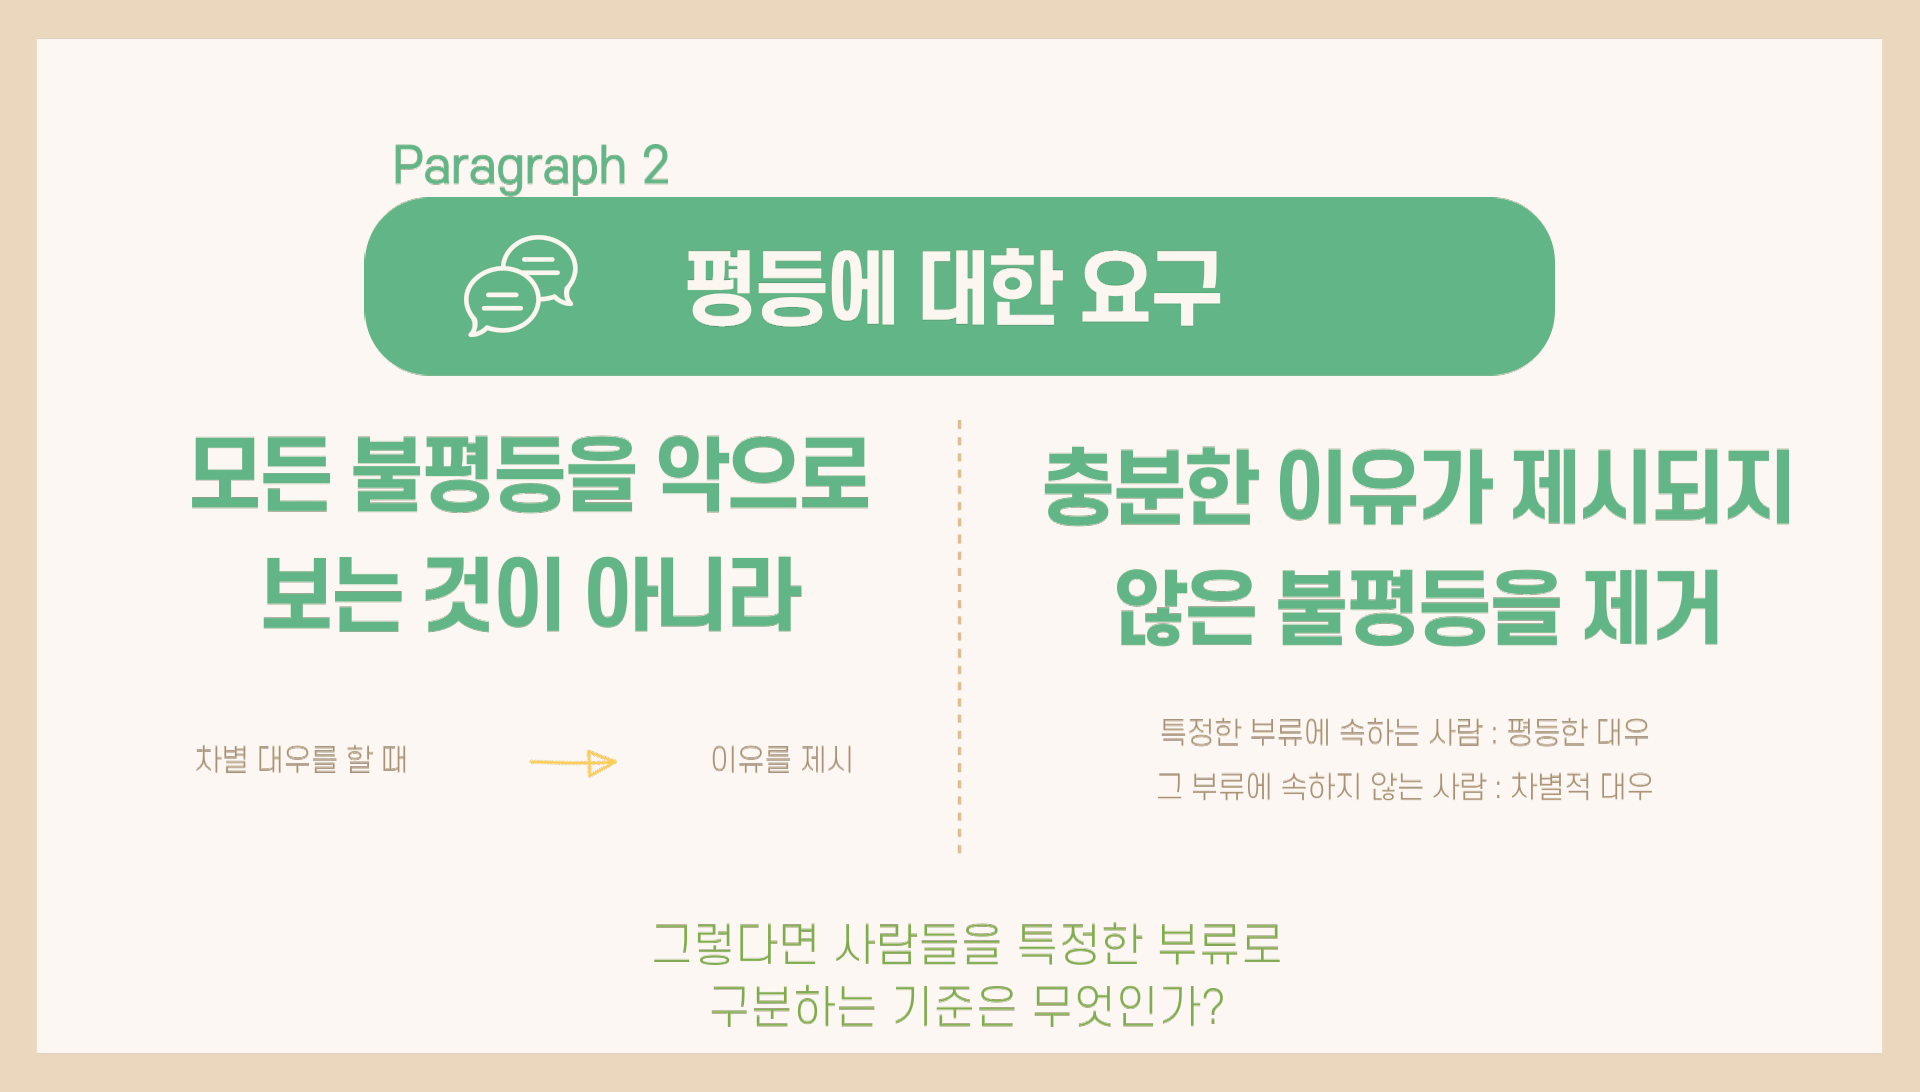 Paragraph 2
평등에 대한 요구
모든 불평등을 악으로
보는 것이 아니라
차별 대우를 할 때
이유를 제시
충분한 이유가 제시되지
않은 불평등을 제거
특정한 부류에 속하는 사람 : 평등한 대우
그 부류에 속하지 않는 사람 : 차별적 대우
그렇다면 사람들을 특정한 부류로
구분하는 기준은 무엇인가?